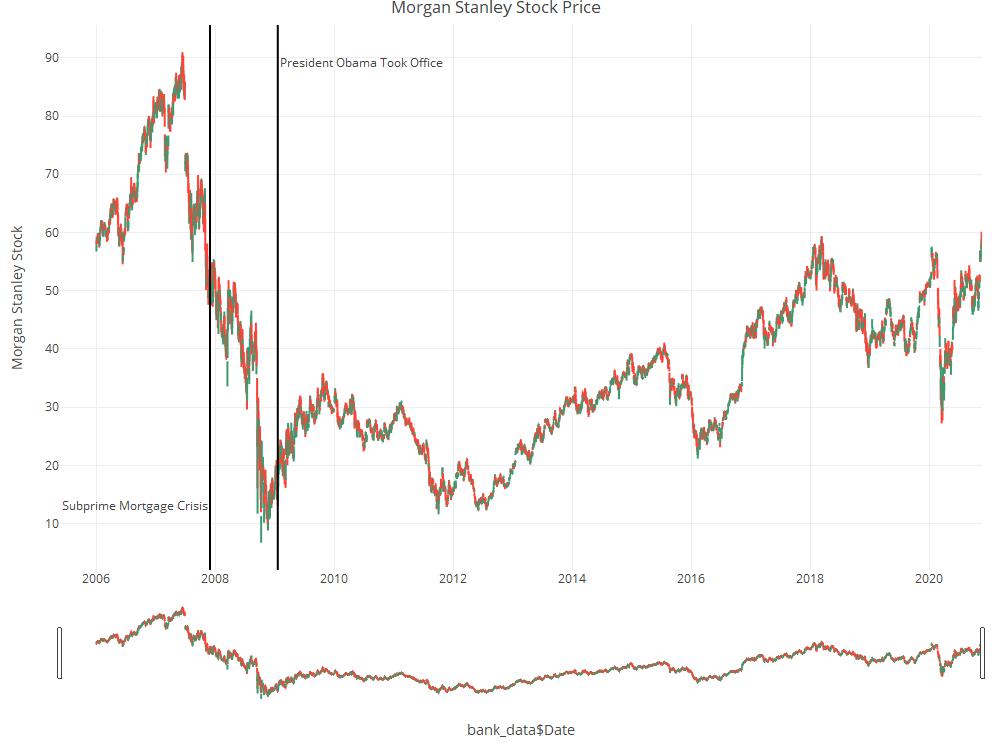 Morgan Stanley Stock Price
90
President Obama Took Office
80
70
60
50
40
30
20
Subprime Mortgage Crisis
10
Morgan Stanley Stock
2006 2008 2010 2012 2014 2016 2018 2020
bank_data$Date